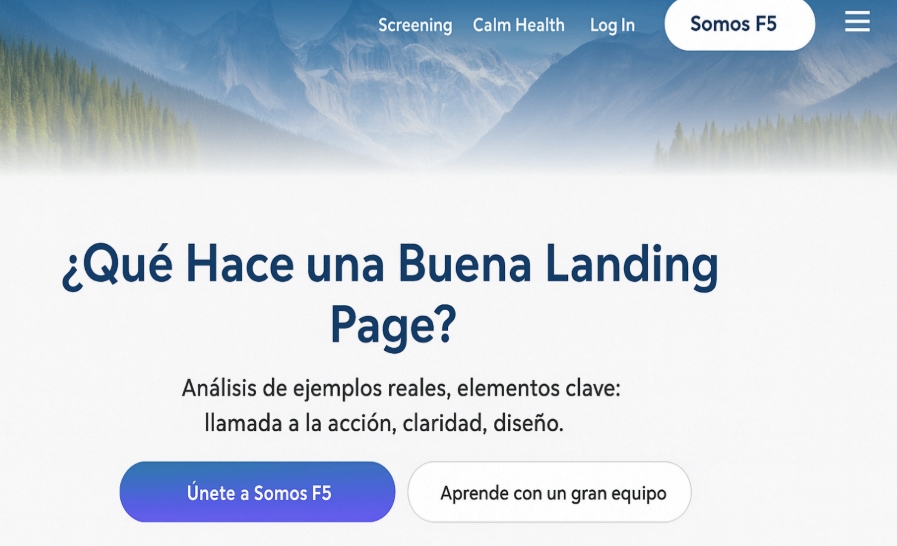 Screening Calm Health Log In Somos F5
¿Qué Hace una Buena Landing
Page?
Análisis de ejemplos reales, elementos clave:
llamada a la acción, claridad, diseño.
Únete a Somos F5 Aprende con un gran equipo